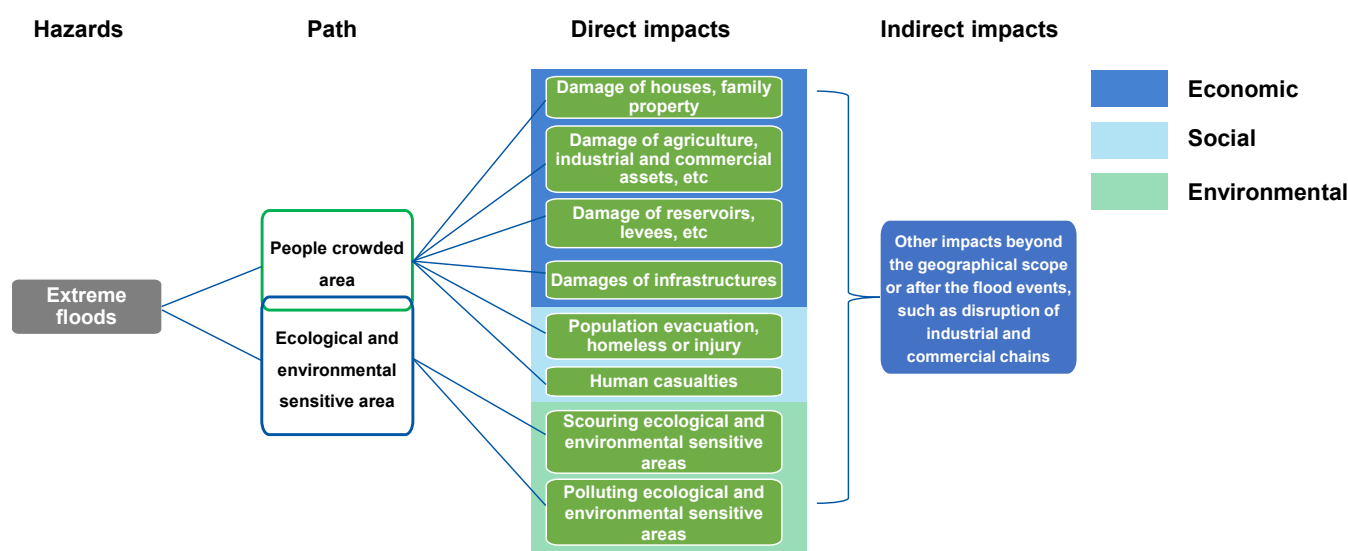 Hazards
Path
Direct impacts
Indirect impacts
Extreme
floods
People crowded
area
Ecological and
environmental
sensitive area
Damage of houses, family
property
Damage of agriculture,
industrial and commercial
assets, etc
Damage of reservoirs,
levees, etc
Damages of infrastructures
Population evacuation,
homeless or injury
Human casualties
Scouring ecological and
environmental sensitive
areas
Polluting ecological and
environmental sensitive
areas
Other impacts beyond
the geographical scope
or after the flood events,
such as disruption of
industrial and
commercial chains
Economic
Social
Environmental